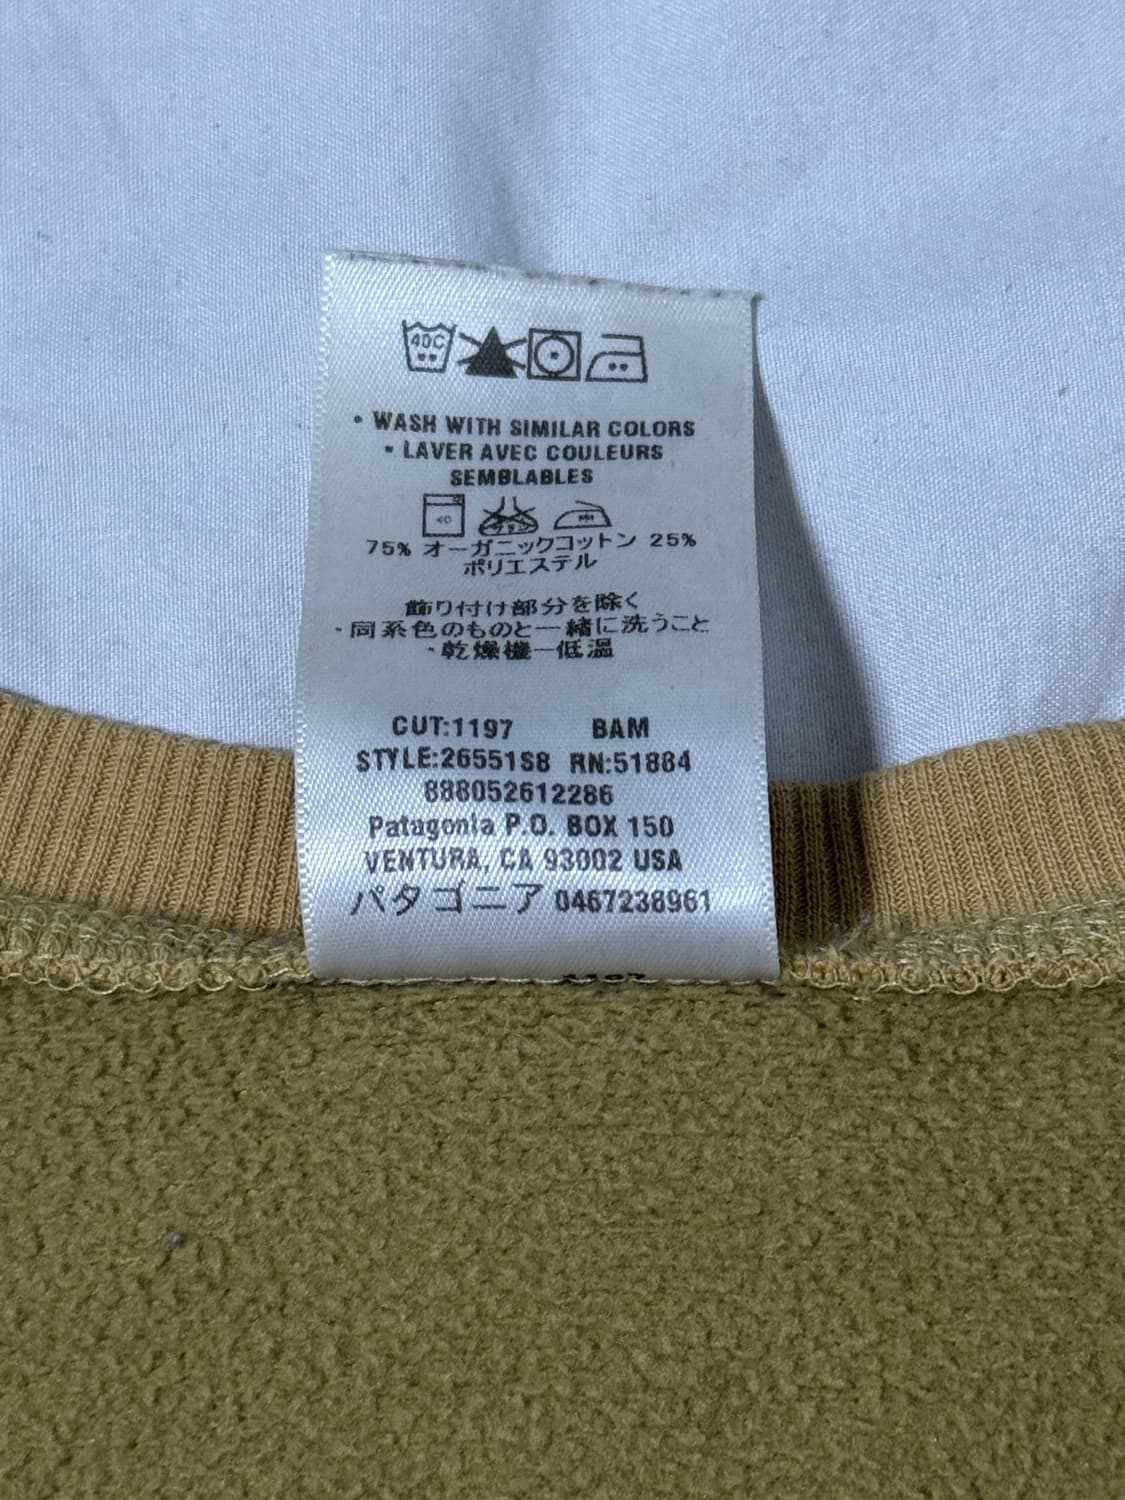 40C
• WASH WITH SIMILAR COLORS
• LAVER AVEC COULEURS
SEMBLABLES
40
75% オーガニックコットン 25%
ポリエステル
飾り付け部分を除く
・同系色のものと一緒に洗うこと
・乾燥機ー低温
CUT:1197 BAM
STYLE:26551S8 RN:51884
888052612286
Patagonia P.O. BOX 150
VENTURA, CA 93002 USA
パタゴニア 0467238961